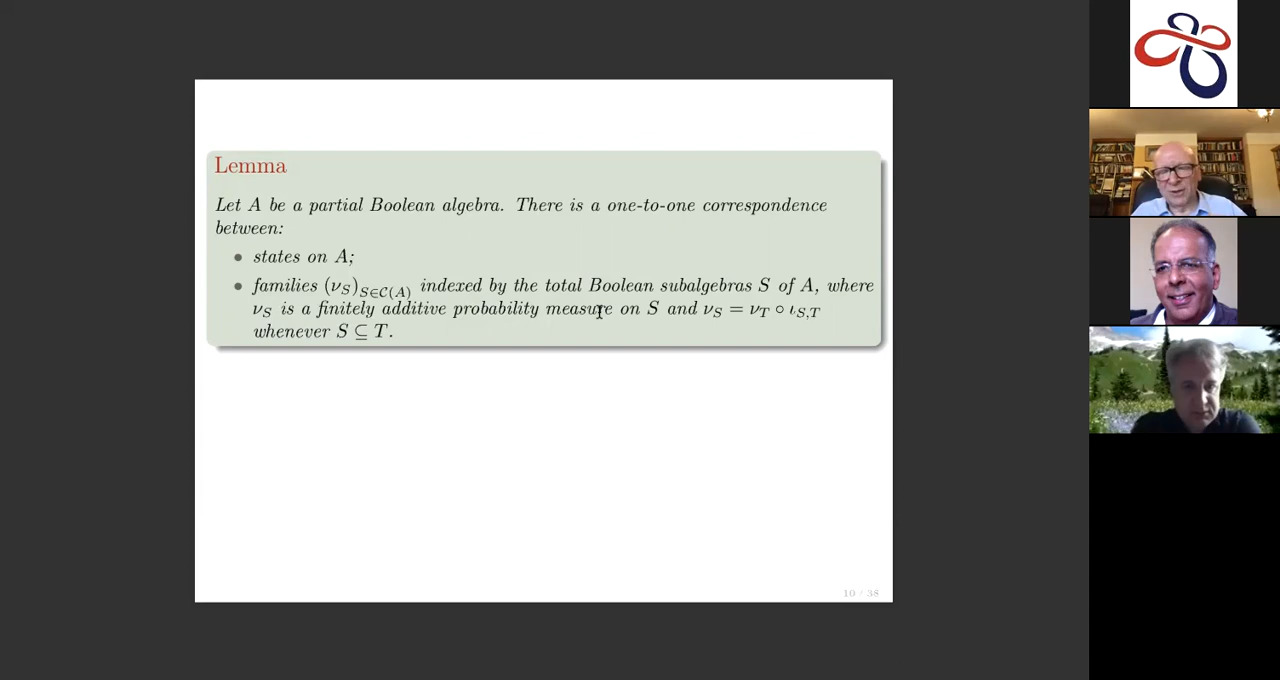 Lemma
Let A be a partial Boolean algebra. There is a one-to-one correspondence
between:
• states on A;
• families (ν_S)_{S∈𝒞(A)} indexed by the total Boolean subalgebras S of A, where
ν_S is a finitely additive probability measure on S and ν_S = ν_T ∘ ι_{S,T}
whenever S ⊆ T.
10 / 38